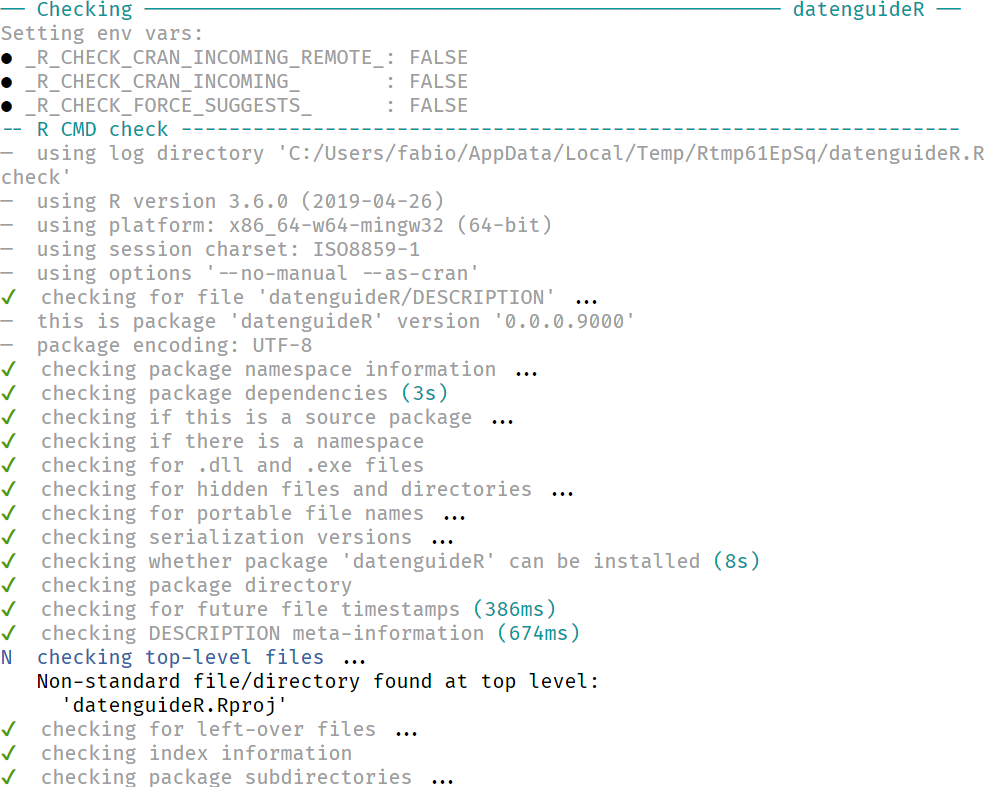 ── Checking ───────────────────────────────────────────────────── datenguideR ──
Setting env vars:
● _R_CHECK_CRAN_INCOMING_REMOTE_: FALSE
● _R_CHECK_CRAN_INCOMING_       : FALSE
● _R_CHECK_FORCE_SUGGESTS_      : FALSE
-- R CMD check -----------------------------------------------------------------
─  using log directory 'C:/Users/fabio/AppData/Local/Temp/Rtmp61EpSq/datenguideR.R
check'
─  using R version 3.6.0 (2019-04-26)
─  using platform: x86_64-w64-mingw32 (64-bit)
─  using session charset: ISO8859-1
─  using options '--no-manual --as-cran'
✔  checking for file 'datenguideR/DESCRIPTION' ...
─  this is package 'datenguideR' version '0.0.0.9000'
─  package encoding: UTF-8
✔  checking package namespace information ...
✔  checking package dependencies (3s)
✔  checking if this is a source package ...
✔  checking if there is a namespace
✔  checking for .dll and .exe files
✔  checking for hidden files and directories ...
✔  checking for portable file names ...
✔  checking serialization versions ...
✔  checking whether package 'datenguideR' can be installed (8s)
✔  checking package directory
✔  checking for future file timestamps (386ms)
✔  checking DESCRIPTION meta-information (674ms)
N  checking top-level files ...
   Non-standard file/directory found at top level:
     'datenguideR.Rproj'
✔  checking for left-over files ...
✔  checking index information
✔  checking package subdirectories ...